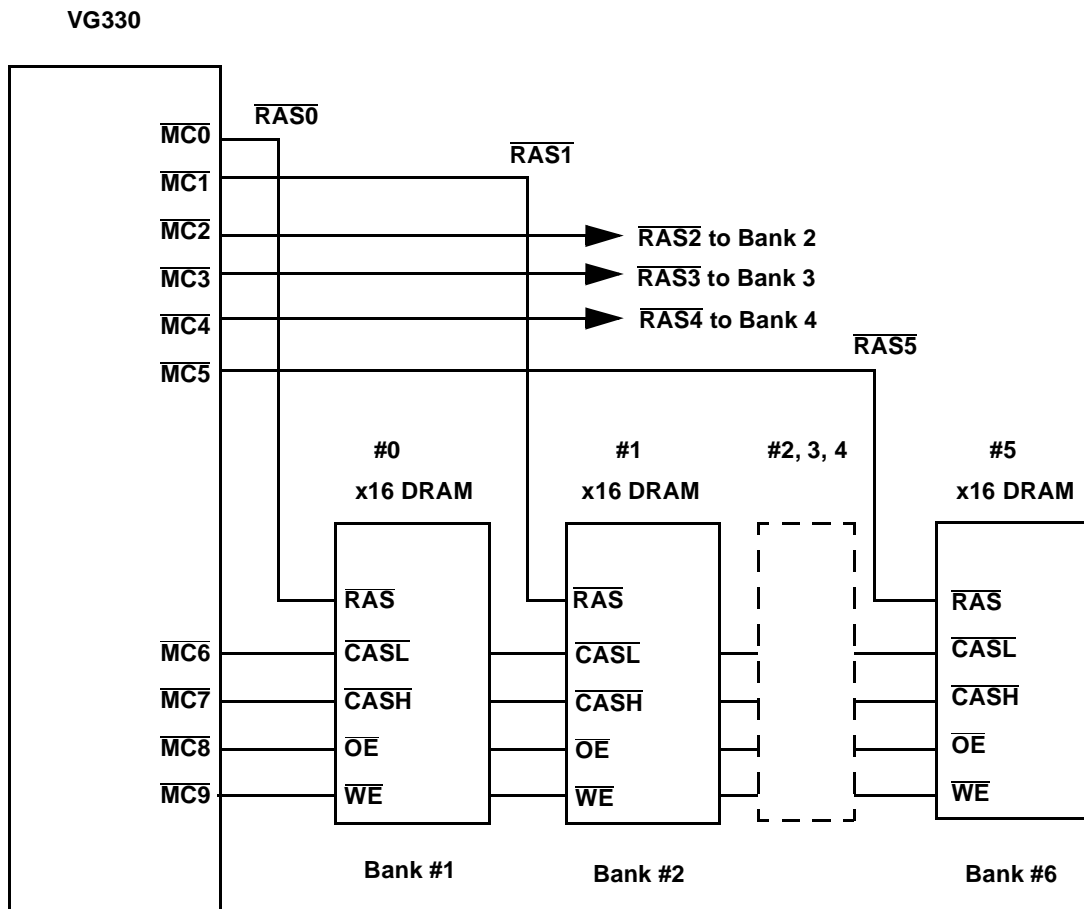 VG330
RAS0
MC0
RAS1
MC1
MC2
RAS2 to Bank 2
MC3
RAS3 to Bank 3
MC4
RAS4 to Bank 4
RAS5
MC5
#0
#1
#2, 3, 4
#5
x16 DRAM
x16 DRAM
x16 DRAM
RAS
RAS
RAS
MC6
CASL
CASL
CASL
MC7
CASH
CASH
CASH
MC8
OE
OE
OE
MC9
WE
WE
WE
Bank #1
Bank #2
Bank #6